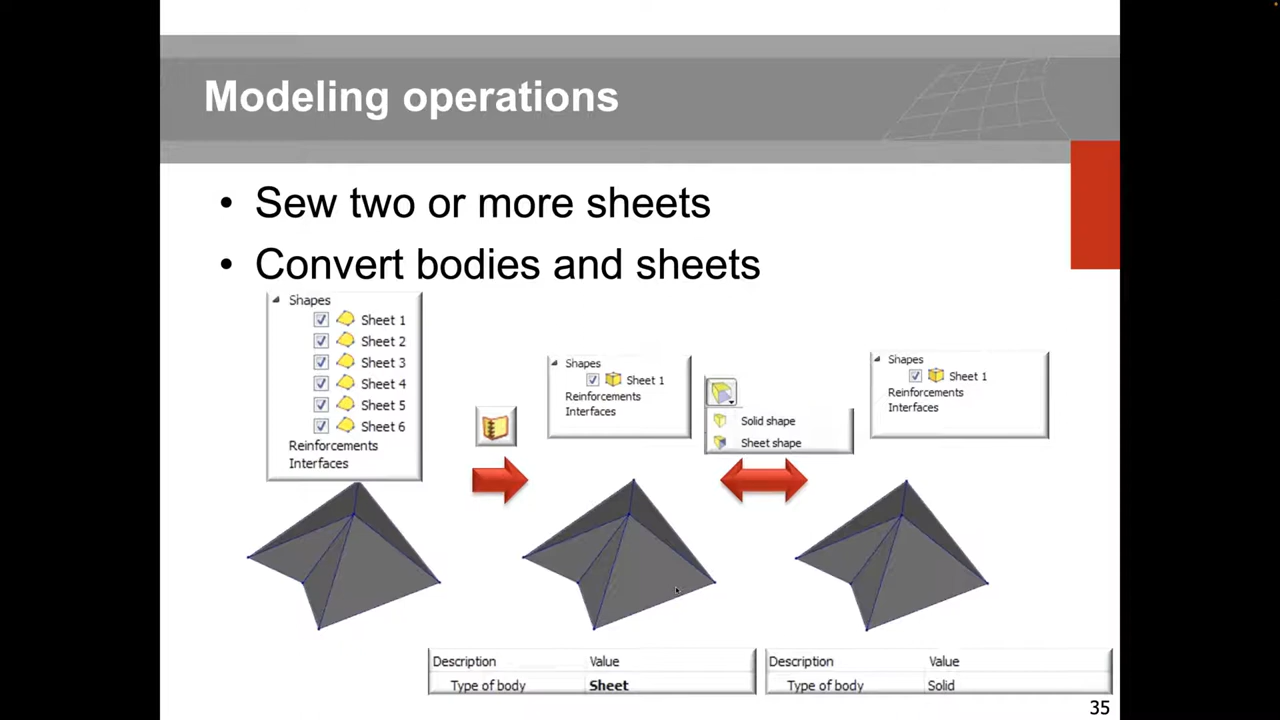 Modeling operations
• Sew two or more sheets
• Convert bodies and sheets
Shapes
Sheet 1
Sheet 2
Sheet 3
Sheet 4
Sheet 5
Sheet 6
Reinforcements
Interfaces
Shapes
Sheet 1
Reinforcements
Interfaces
Solid shape
Sheet shape
Shapes
Sheet 1
Reinforcements
Interfaces
Description Value
Type of body Sheet
Description Value
Type of body Solid
35